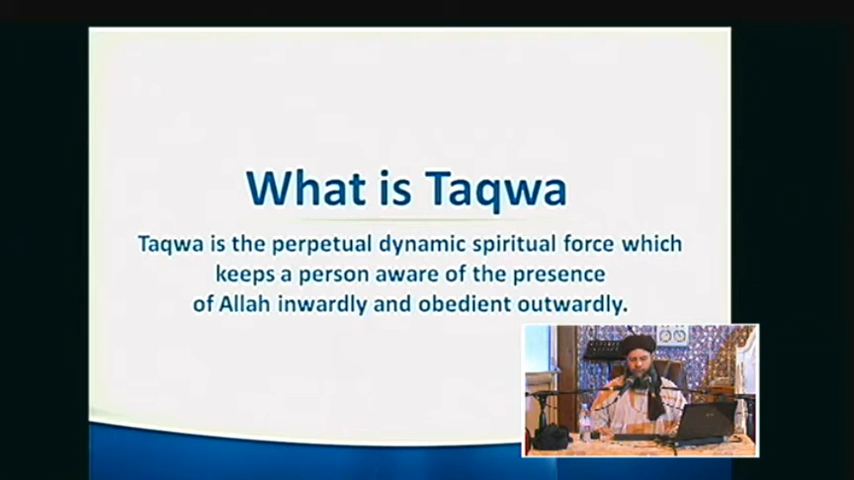 What is Taqwa
Taqwa is the perpetual dynamic spiritual force which
keeps a person aware of the presence
of Allah inwardly and obedient outwardly.